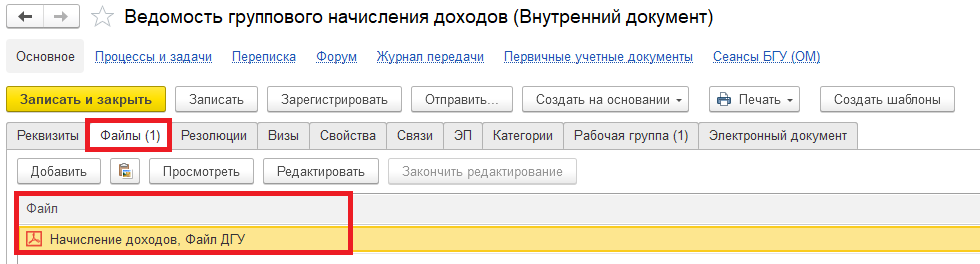 Ведомость группового начисления доходов (Внутренний документ)
Основное Процессы и задачи Переписка Форум Журнал передачи Первичные учетные документы Сеансы БГУ (ОМ)
Записать и закрыть Записать Зарегистрировать Отправить... Создать на основании Печать Создать шаблоны
Реквизиты Файлы (1) Резолюции Визы Свойства Связи ЭП Категории Рабочая группа (1) Электронный документ
Добавить Просмотреть Редактировать Закончить редактирование
Файл
Начисление доходов, Файл ДГУ